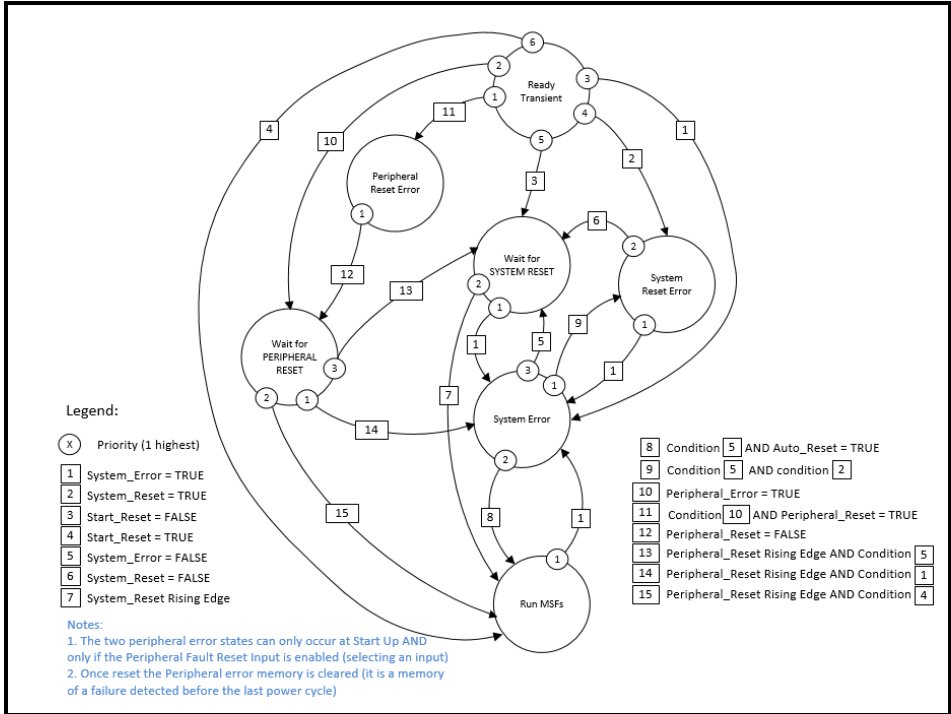 6
2
3
Ready
Transient
1
4
5
11
1
4
10
2
3
Peripheral
Reset Error
1
6
2
Wait for
SYSTEM RESET
System
Reset Error
12
13
2
1
9
1
Wait for
PERIPHERAL
RESET
1
5
3
3
1
1
7
2
1
System Error
14
2
15
8
1
1
Run MSFs
Legend:
X Priority (1 highest)
1 System_Error = TRUE
2 System_Reset = TRUE
3 Start_Reset = FALSE
4 Start_Reset = TRUE
5 System_Error = FALSE
6 System_Reset = FALSE
7 System_Reset Rising Edge
8 Condition 5 AND Auto_Reset = TRUE
9 Condition 5 AND condition 2
10 Peripheral_Error = TRUE
11 Condition 10 AND Peripheral_Reset = TRUE
12 Peripheral_Reset = FALSE
13 Peripheral_Reset Rising Edge AND Condition 5
14 Peripheral_Reset Rising Edge AND Condition 1
15 Peripheral_Reset Rising Edge AND Condition 4
Notes:
1. The two peripheral error states can only occur at Start Up AND
only if the Peripheral Fault Reset Input is enabled (selecting an input)
2. Once reset the Peripheral error memory is cleared (it is a memory
of a failure detected before the last power cycle)